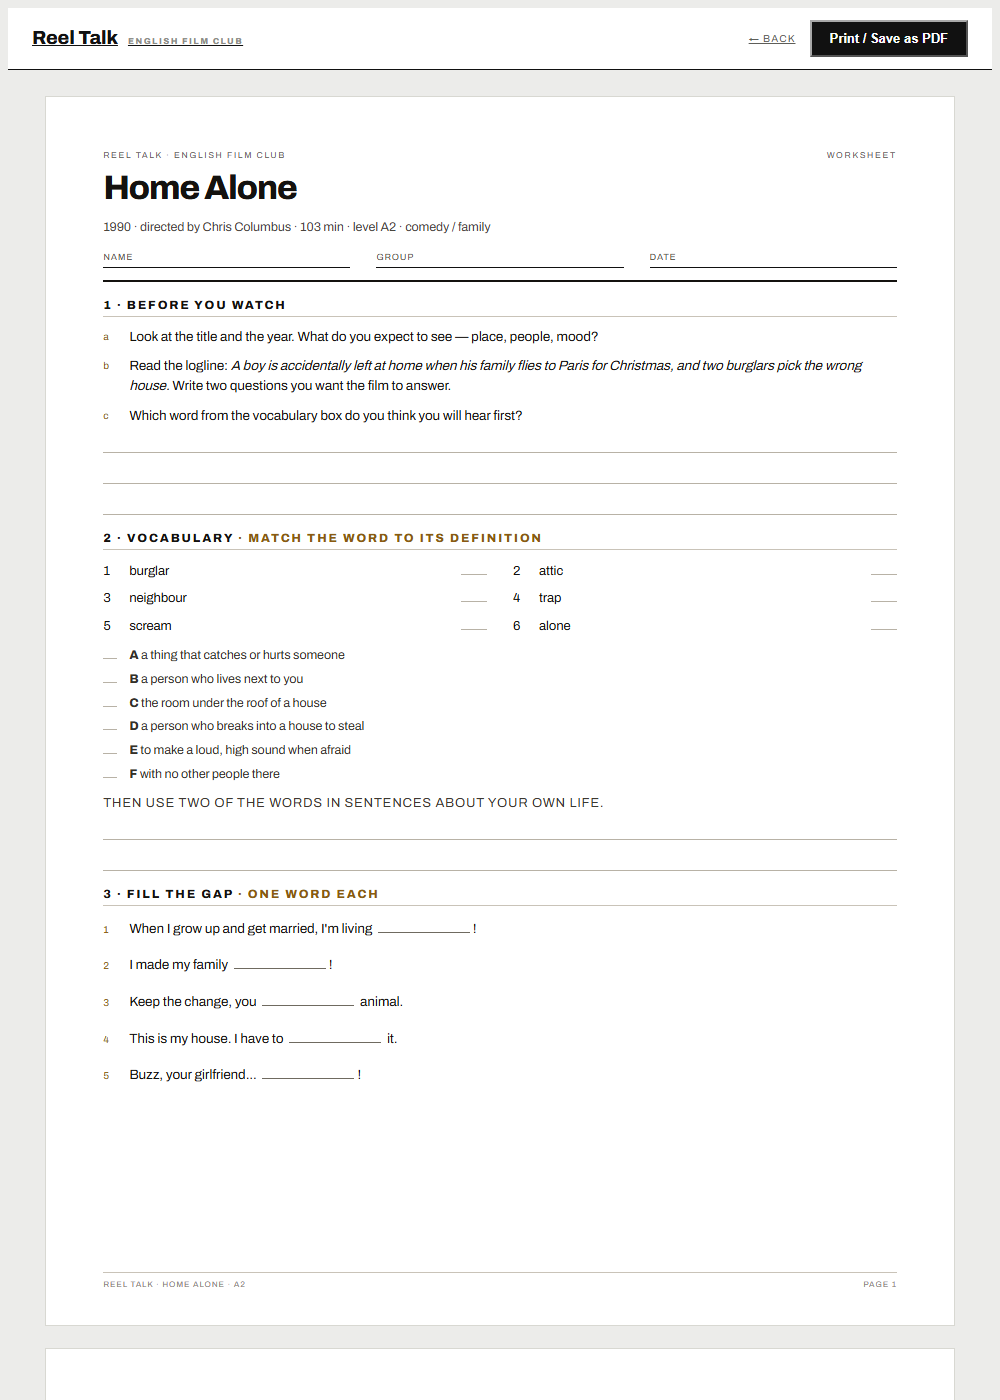 Reel Talk ENGLISH FILM CLUB
← BACK
Print / Save as PDF
REEL TALK · ENGLISH FILM CLUB
WORKSHEET
Home Alone
1990 · directed by Chris Columbus · 103 min · level A2 · comedy / family
NAME
GROUP
DATE
1 · BEFORE YOU WATCH
a Look at the title and the year. What do you expect to see — place, people, mood?
b Read the logline: A boy is accidentally left at home when his family flies to Paris for Christmas, and two burglars pick the wrong
house. Write two questions you want the film to answer.
c Which word from the vocabulary box do you think you will hear first?
2 · VOCABULARY · MATCH THE WORD TO ITS DEFINITION
1 burglar
2 attic
3 neighbour
4 trap
5 scream
6 alone
A a thing that catches or hurts someone
B a person who lives next to you
C the room under the roof of a house
D a person who breaks into a house to steal
E to make a loud, high sound when afraid
F with no other people there
THEN USE TWO OF THE WORDS IN SENTENCES ABOUT YOUR OWN LIFE.
3 · FILL THE GAP · ONE WORD EACH
1 When I grow up and get married, I'm living ____ !
2 I made my family ____ !
3 Keep the change, you ____ animal.
4 This is my house. I have to ____ it.
5 Buzz, your girlfriend... ____ !
REEL TALK · HOME ALONE · A2
PAGE 1